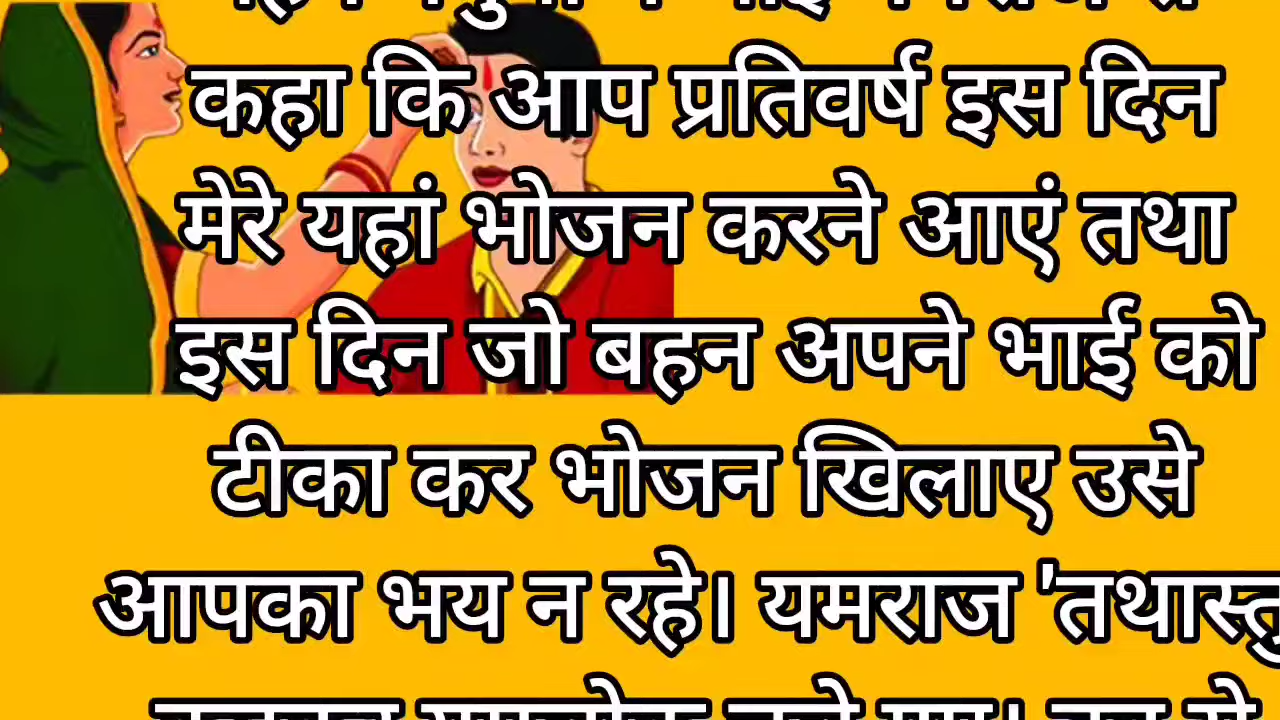 कहा कि आप प्रतिवर्ष इस दिन
मेरे यहां भोजन करने आएं तथा
इस दिन जो बहन अपने भाई को
टीका कर भोजन खिलाए उसे
आपका भय न रहे। यमराज 'तथास्तु